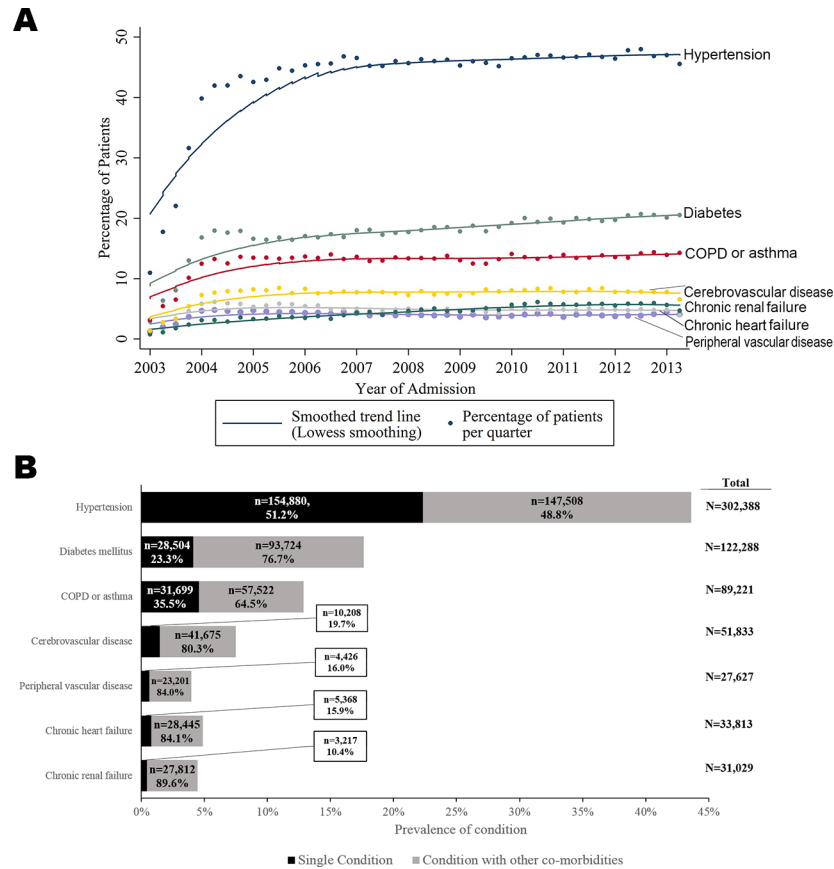 A
Percentage of Patients
50
40
30
20
10
0
Hypertension
Diabetes
COPD or asthma
Cerebrovascular disease
Chronic renal failure
Chronic heart failure
Peripheral vascular disease
2003 2004 2005 2006 2007 2008 2009 2010 2011 2012 2013
Year of Admission
Smoothed trend line
(Lowess smoothing)
Percentage of patients
per quarter
B
Total
Hypertension
n=154,880,
51.2%
n=147,508
48.8%
N=302,388
Diabetes mellitus
n=28,504
23.3%
n=93,724
76.7%
N=122,288
COPD or asthma
n=31,699
35.5%
n=57,522
64.5%
N=89,221
n=10,208
19.7%
Cerebrovascular disease
n=41,675
80.3%
N=51,833
n=4,426
16.0%
Peripheral vascular disease
n=23,201
84.0%
N=27,627
n=5,368
15.9%
Chronic heart failure
n=28,445
84.1%
N=33,813
n=3,217
10.4%
Chronic renal failure
n=27,812
89.6%
N=31,029
0% 5% 10% 15% 20% 25% 30% 35% 40% 45%
Prevalence of condition
Single Condition
Condition with other co-morbidities